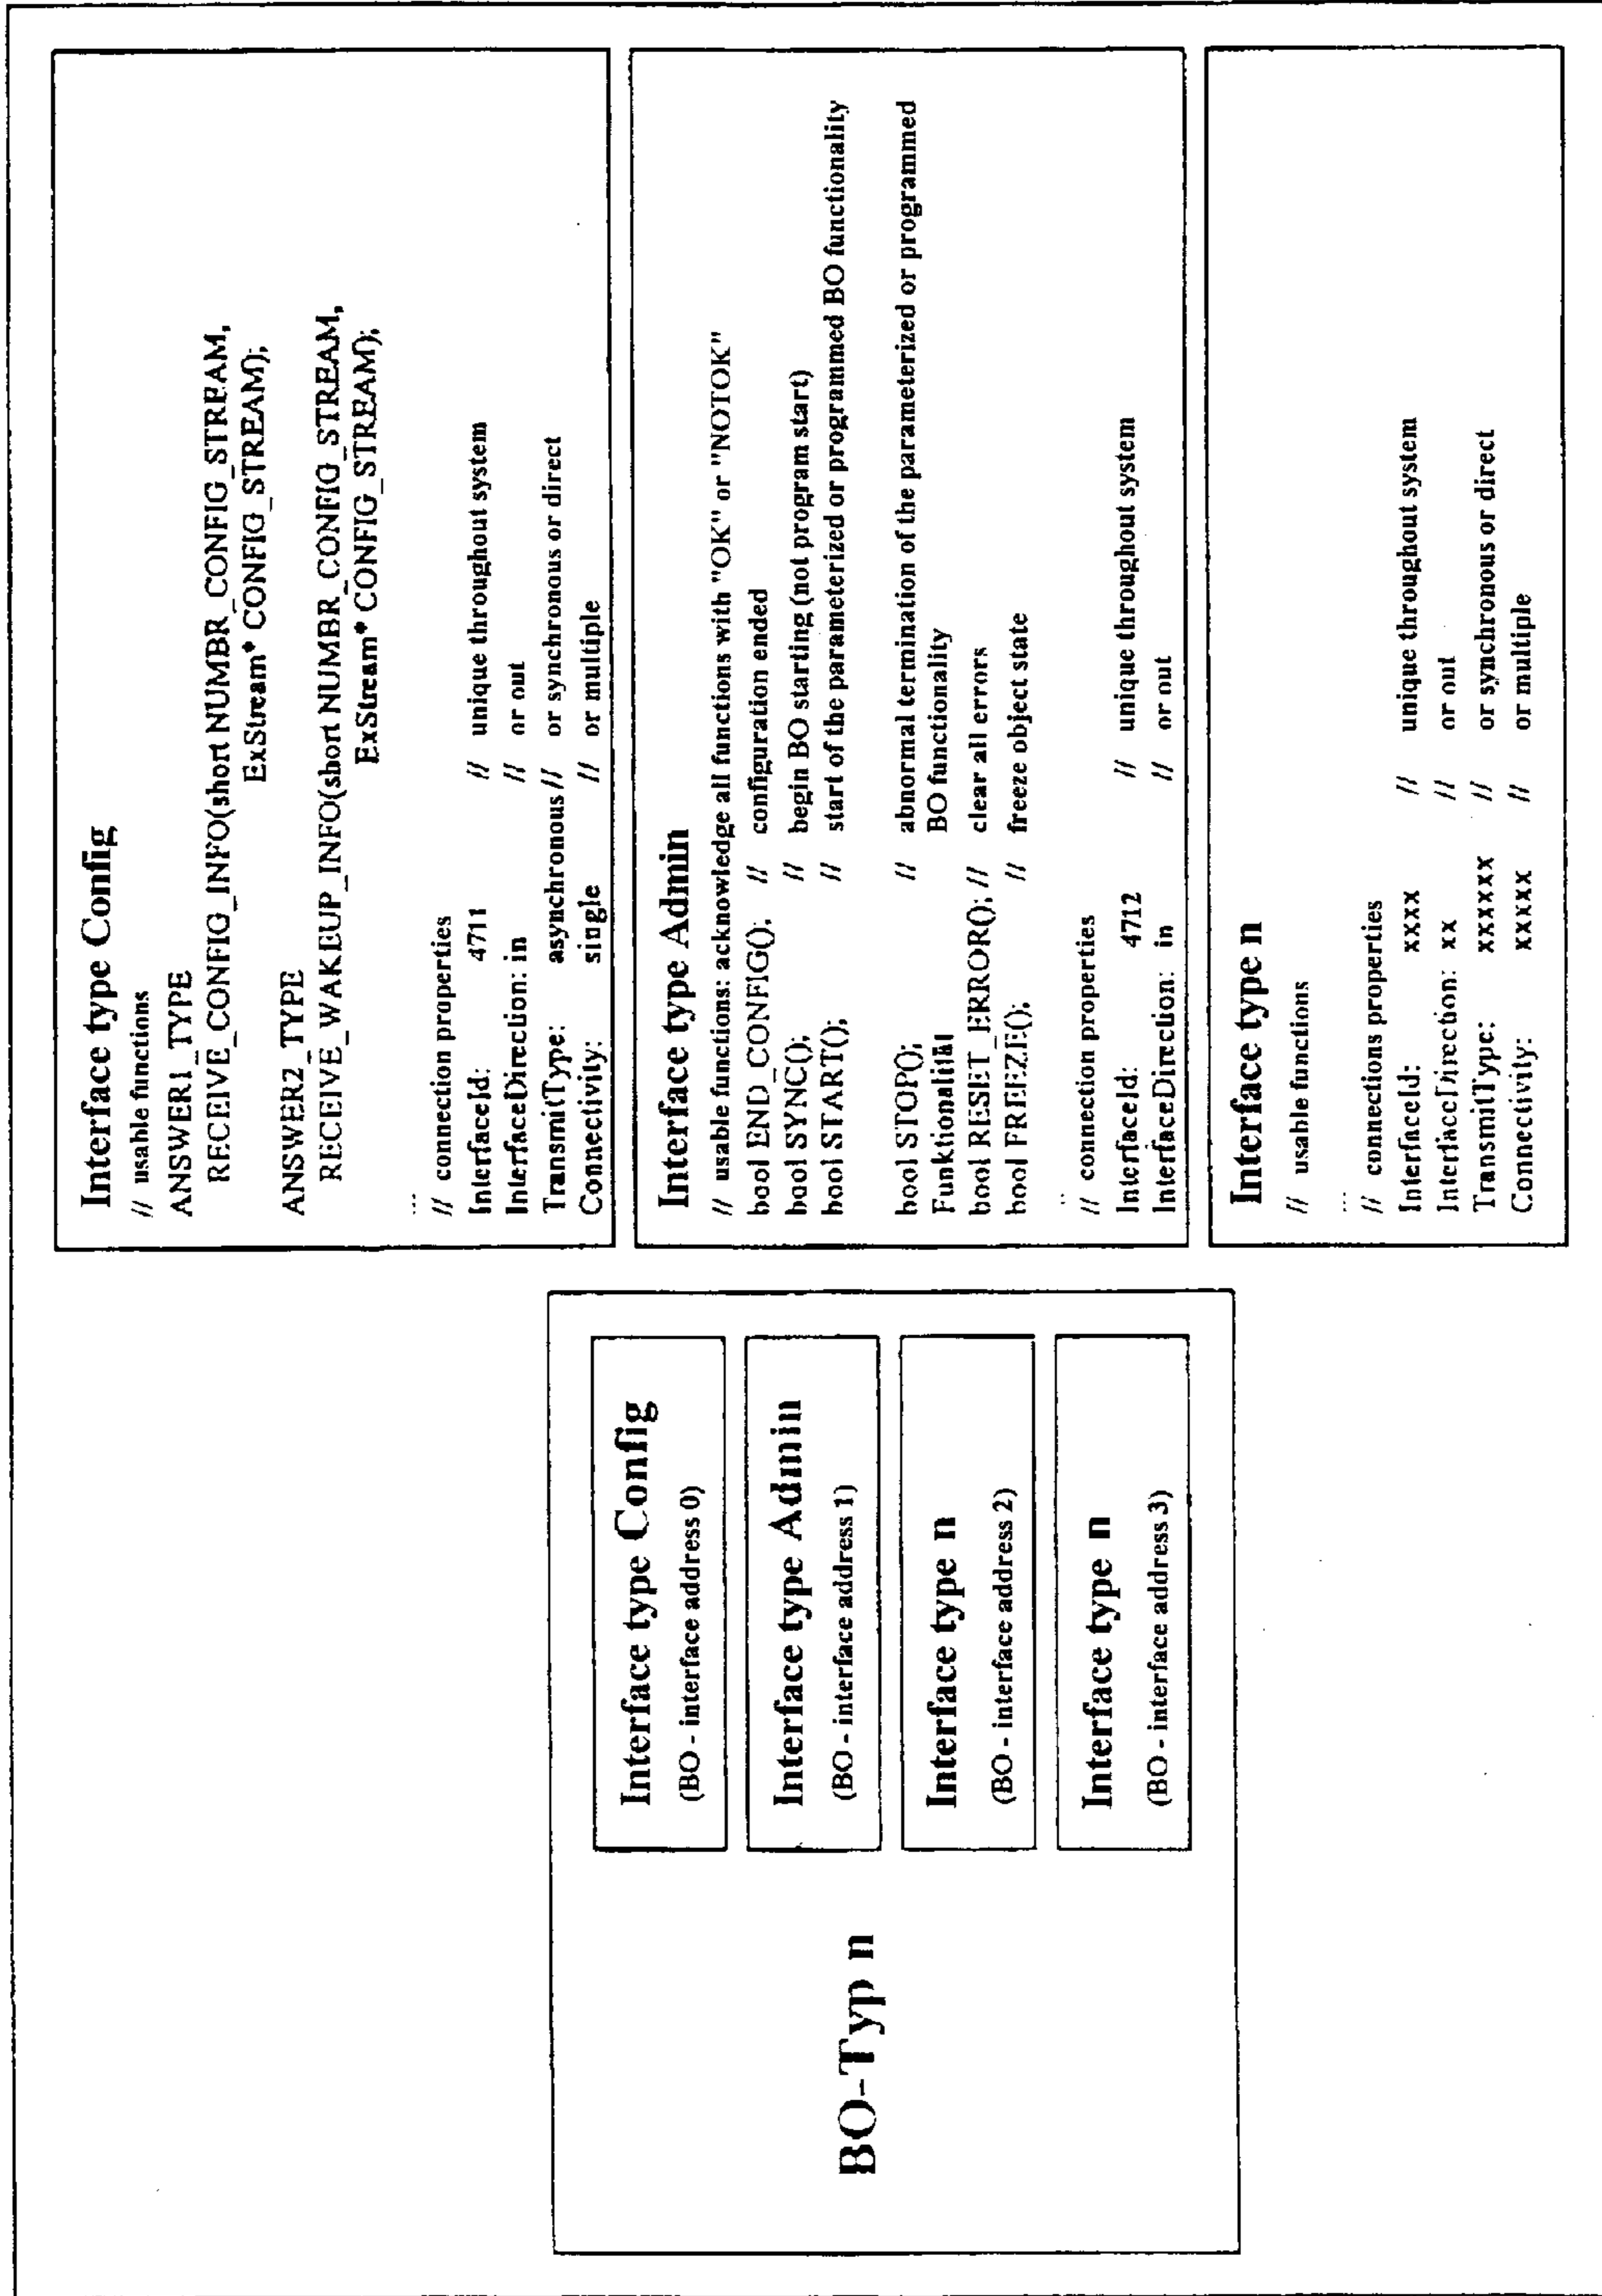 BO-Typ n
Interface type Config
(BO - interface address 0)
Interface type Admin
(BO - interface address 1)
Interface type n
(BO - interface address 2)
Interface type n
(BO - interface address 3)
Interface type Config
// usable functions
ANSWER1_TYPE
RECEIVE_CONFIG_INFO(short NUMBR_CONFIG_STREAM,
ExStream* CONFIG_STREAM);
ANSWER2_TYPE
RECEIVE_WAKEUP_INFO(short NUMBR_CONFIG_STREAM,
ExStream* CONFIG_STREAM);
...
// connection properties
InterfaceId: 4711 // unique throughout system
InterfaceDirection: in // or out
TransmitType: asynchronous // or synchronous or direct
Connectivity: single // or multiple
Interface type Admin
// usable functions: acknowledge all functions with "OK" or "NOTOK"
bool END_CONFIG(); // configuration ended
bool SYNC(); // begin BO starting (not program start)
bool START(); // start of the parameterized or programmed BO functionality
bool STOP(); // abnormal termination of the parameterized or programmed
Funktionalität BO functionality
bool RESET_ERROR(); // clear all errors
bool FREEZE(); // freeze object state
...
// connection properties
InterfaceId: 4712 // unique throughout system
InterfaceDirection: in // or out
Interface type n
// usable functions
...
// connections properties
InterfaceId: xxxx // unique throughout system
InterfaceDirection: xx // or out
TransmitType: xxxxxx // or synchronous or direct
Connectivity: xxxxx // or multiple